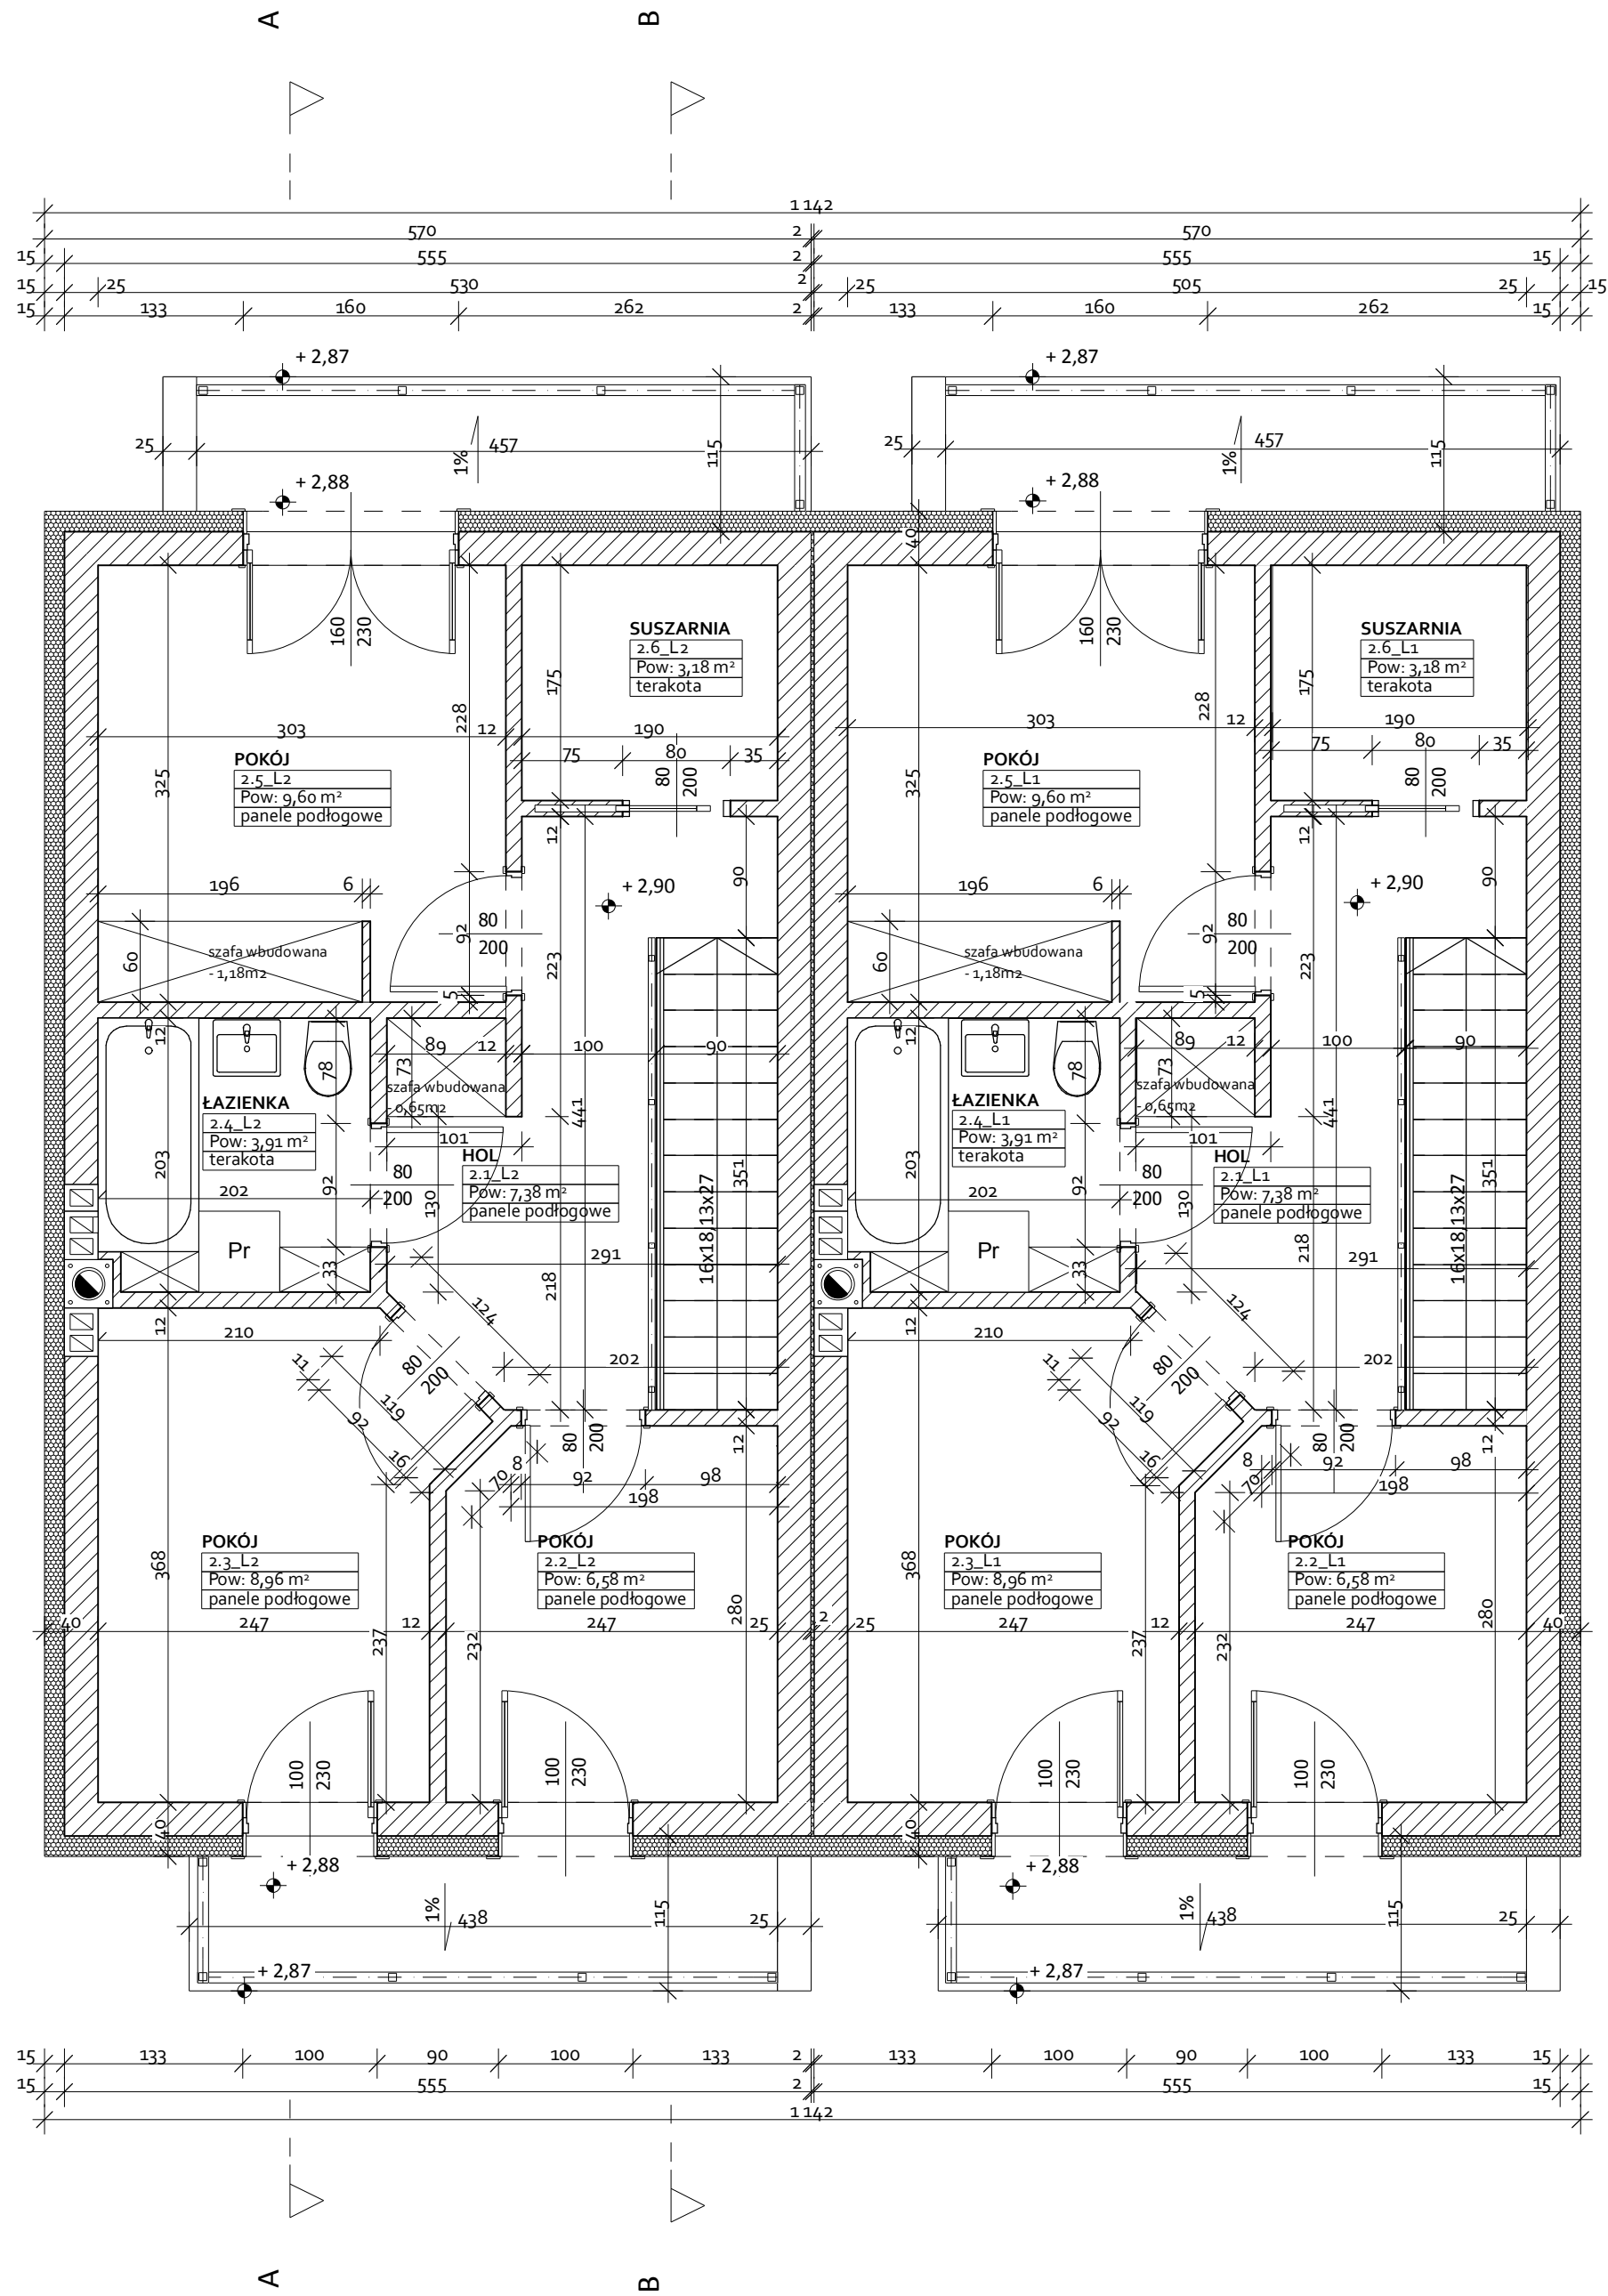 A B
1 142
570 2 570
15 555 2 555 15
15 25 530 2 25 505 25 15
15 133 160 262 2 133 160 262 15
+ 2,87 + 2,87
25 1% 457 115 25 1% 457 115
+ 2,88 + 2,88
40
160 230 160 230
SUSZARNIA SUSZARNIA
2.6_L2 2.6_L1
Pow: 3,18 m² Pow: 3,18 m²
terakota terakota
175 175
228 228
303 12 190 303 12 190
75 80 35 75 80 35
POKÓJ POKÓJ
2.5_L2 2.5_L1
Pow: 9,60 m² Pow: 9,60 m²
panele podłogowe panele podłogowe
325 80 200 325 80 200
12 12
196 6 90 196 6 90
+ 2,90 + 2,90
80 80
200 200
92 92
szafa wbudowana szafa wbudowana
- 1,18m2 - 1,18m2
60 223 60 223
5 5
12 89 12 100 90 12 89 12 100 90
78 73 78 73
szafa wbudowana szafa wbudowana
- 0,65m2 - 0,65m2
ŁAZIENKA ŁAZIENKA
2.4_L2 2.4_L1
Pow: 3,91 m² Pow: 3,91 m²
terakota terakota
441 441
101 101
HOL HOL
2.1_L2 2.1_L1
Pow: 7,38 m² Pow: 7,38 m²
panele podłogowe panele podłogowe
203 202 92 80 200 130 351 203 202 92 80 200 130 351
16x18,13x27 16x18,13x27
Pr Pr
33 291 218 33 291 218
12 124 12 124
210 202 210 202
11 80 200 11 80 200
92 119 92 119
16 80 200 12 16 80 200 12
8 92 98 8 92 98
70 198 70 198
POKÓJ POKÓJ POKÓJ POKÓJ
2.3_L2 2.2_L2 2.3_L1 2.2_L1
Pow: 8,96 m² Pow: 6,58 m² Pow: 8,96 m² Pow: 6,58 m²
panele podłogowe panele podłogowe panele podłogowe panele podłogowe
368 280 368 280
40 247 12 247 25 2 25 247 12 247 40
237 232 237 232
100 230 100 230 100 230 100 230
40 40
+ 2,88 + 2,88
1% 438 115 25 1% 438 115 25
+ 2,87 + 2,87
15 133 100 90 100 133 2 133 100 90 100 133 15
15 555 2 555 15
1 142
A B